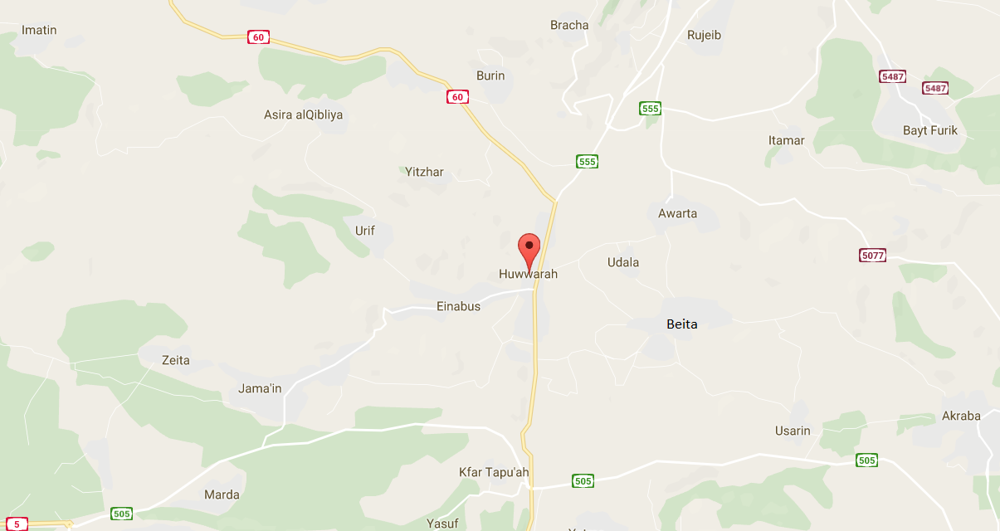 Bracha
Imatin
Rujeib
60
Burin
5487
5487
60
555
Asira alQibliya
Bayt Furik
Itamar
555
Yitzhar
Awarta
Urif
5077
Udala
Huwwarah
Einabus
Beita
Zeita
Jama'in
Akraba
Usarin
505
Kfar Tapu'ah
505
Marda
505
5
Yasuf